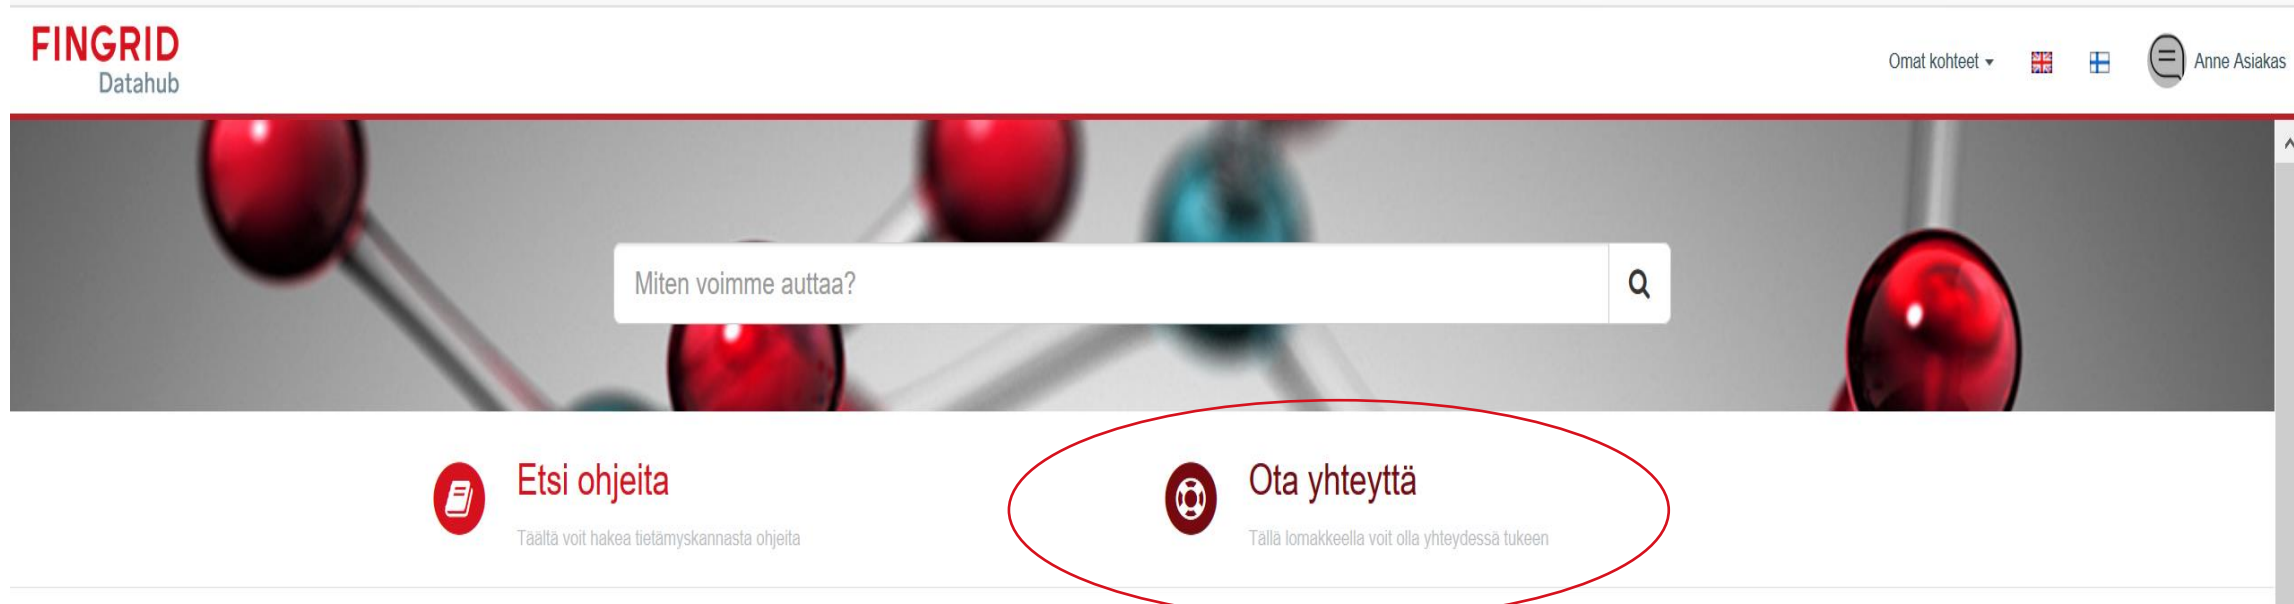 FINGRID
Datahub
Omat kohteet
Anne Asiakas
Miten voimme auttaa?
Etsi ohjeita
Täältä voit hakea tietämyskannasta ohjeita
Ota yhteyttä
Tällä lomakkeella voit olla yhteydessä tukeen